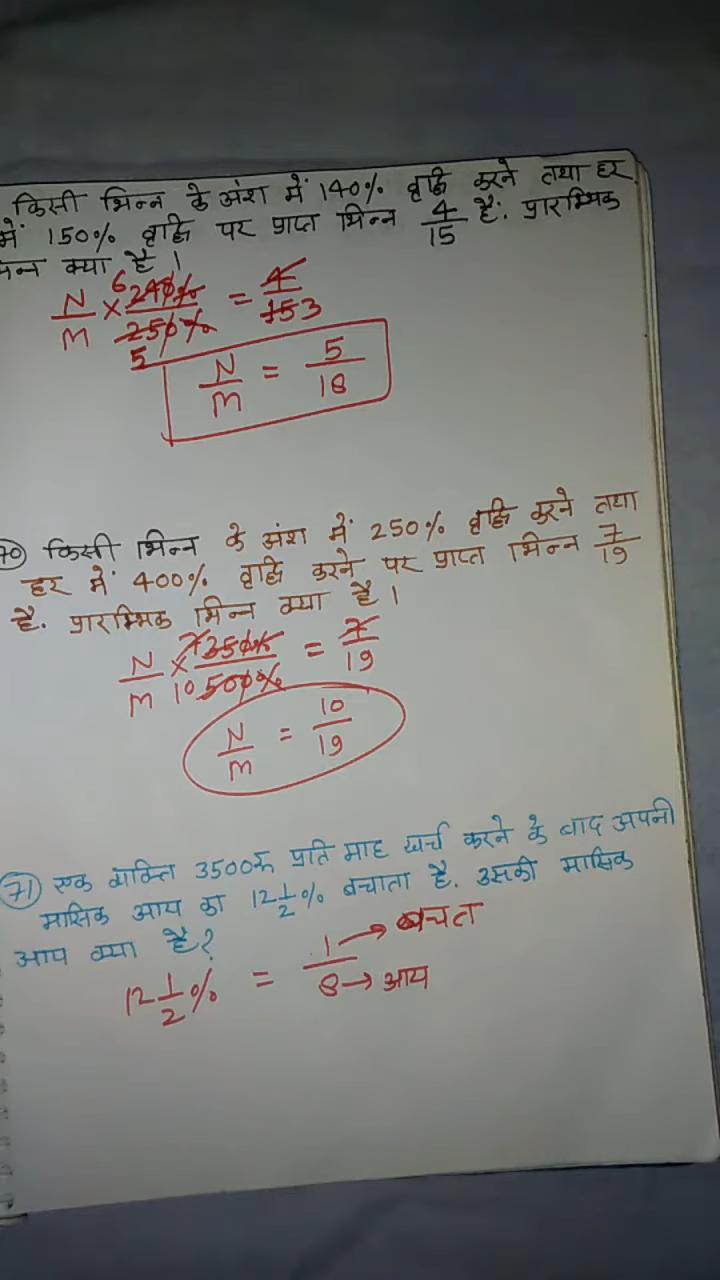 किसी भिन्न के अंश में 140% वृद्धि करने तथा हर
में 150% वृद्धि पर प्राप्त भिन्न 4/15 है. प्रारम्भिक
क्या है।
N/M × 6 240%/250% 5 = 4/15 3
N/M = 5/18
70 किसी भिन्न के अंश में 250% वृद्धि करने तथा
हर में 400% वृद्धि करने पर प्राप्त भिन्न 7/19
है. प्रारम्भिक भिन्न क्या है।
N/M × 7 350%/10 500% = 7/19
N/M = 10/19
71 एक व्यक्ति 3500रू प्रति माह खर्च करने के बाद अपनी
मासिक आय का 12 1/2% बचाता है. उसकी मासिक
आय क्या है?
12 1/2% = 1/8 → बचत
→ आय